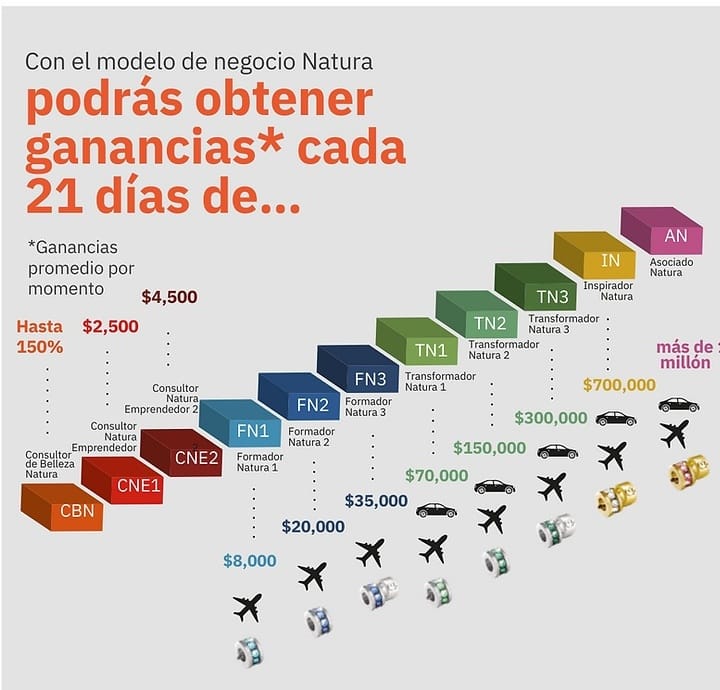 Con el modelo de negocio Natura
podrás obtener
ganancias* cada
21 días de...
*Ganancias
promedio por
momento
Hasta
150%
$2,500
$4,500
Consultor
de Belleza
Natura
CBN
Consultor
Natura
Emprendedor
CNE1
Consultor
Natura
Emprendedor 2
CNE2
FN1
Formador
Natura 1
$8,000
FN2
Formador
Natura 2
$20,000
FN3
Formador
Natura 3
$35,000
TN1
Transformador
Natura 1
$70,000
TN2
Transformador
Natura 2
$150,000
TN3
Transformador
Natura 3
$300,000
IN
Inspirador
Natura
$700,000
AN
Asociado
Natura
más de
millón